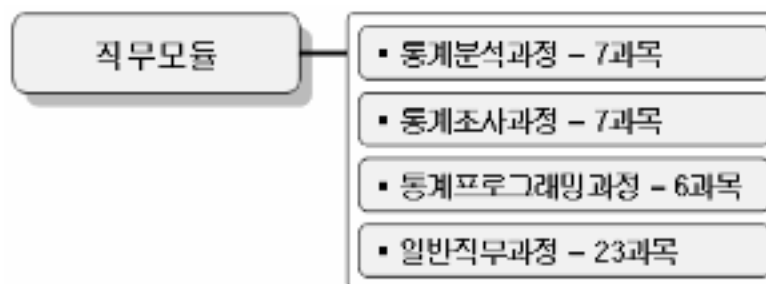 직무모듈
▪ 통계분석과정 – 7과목
▪ 통계조사과정 – 7과목
▪ 통계프로그래밍과정 – 6과목
▪ 일반직무과정 – 23과목